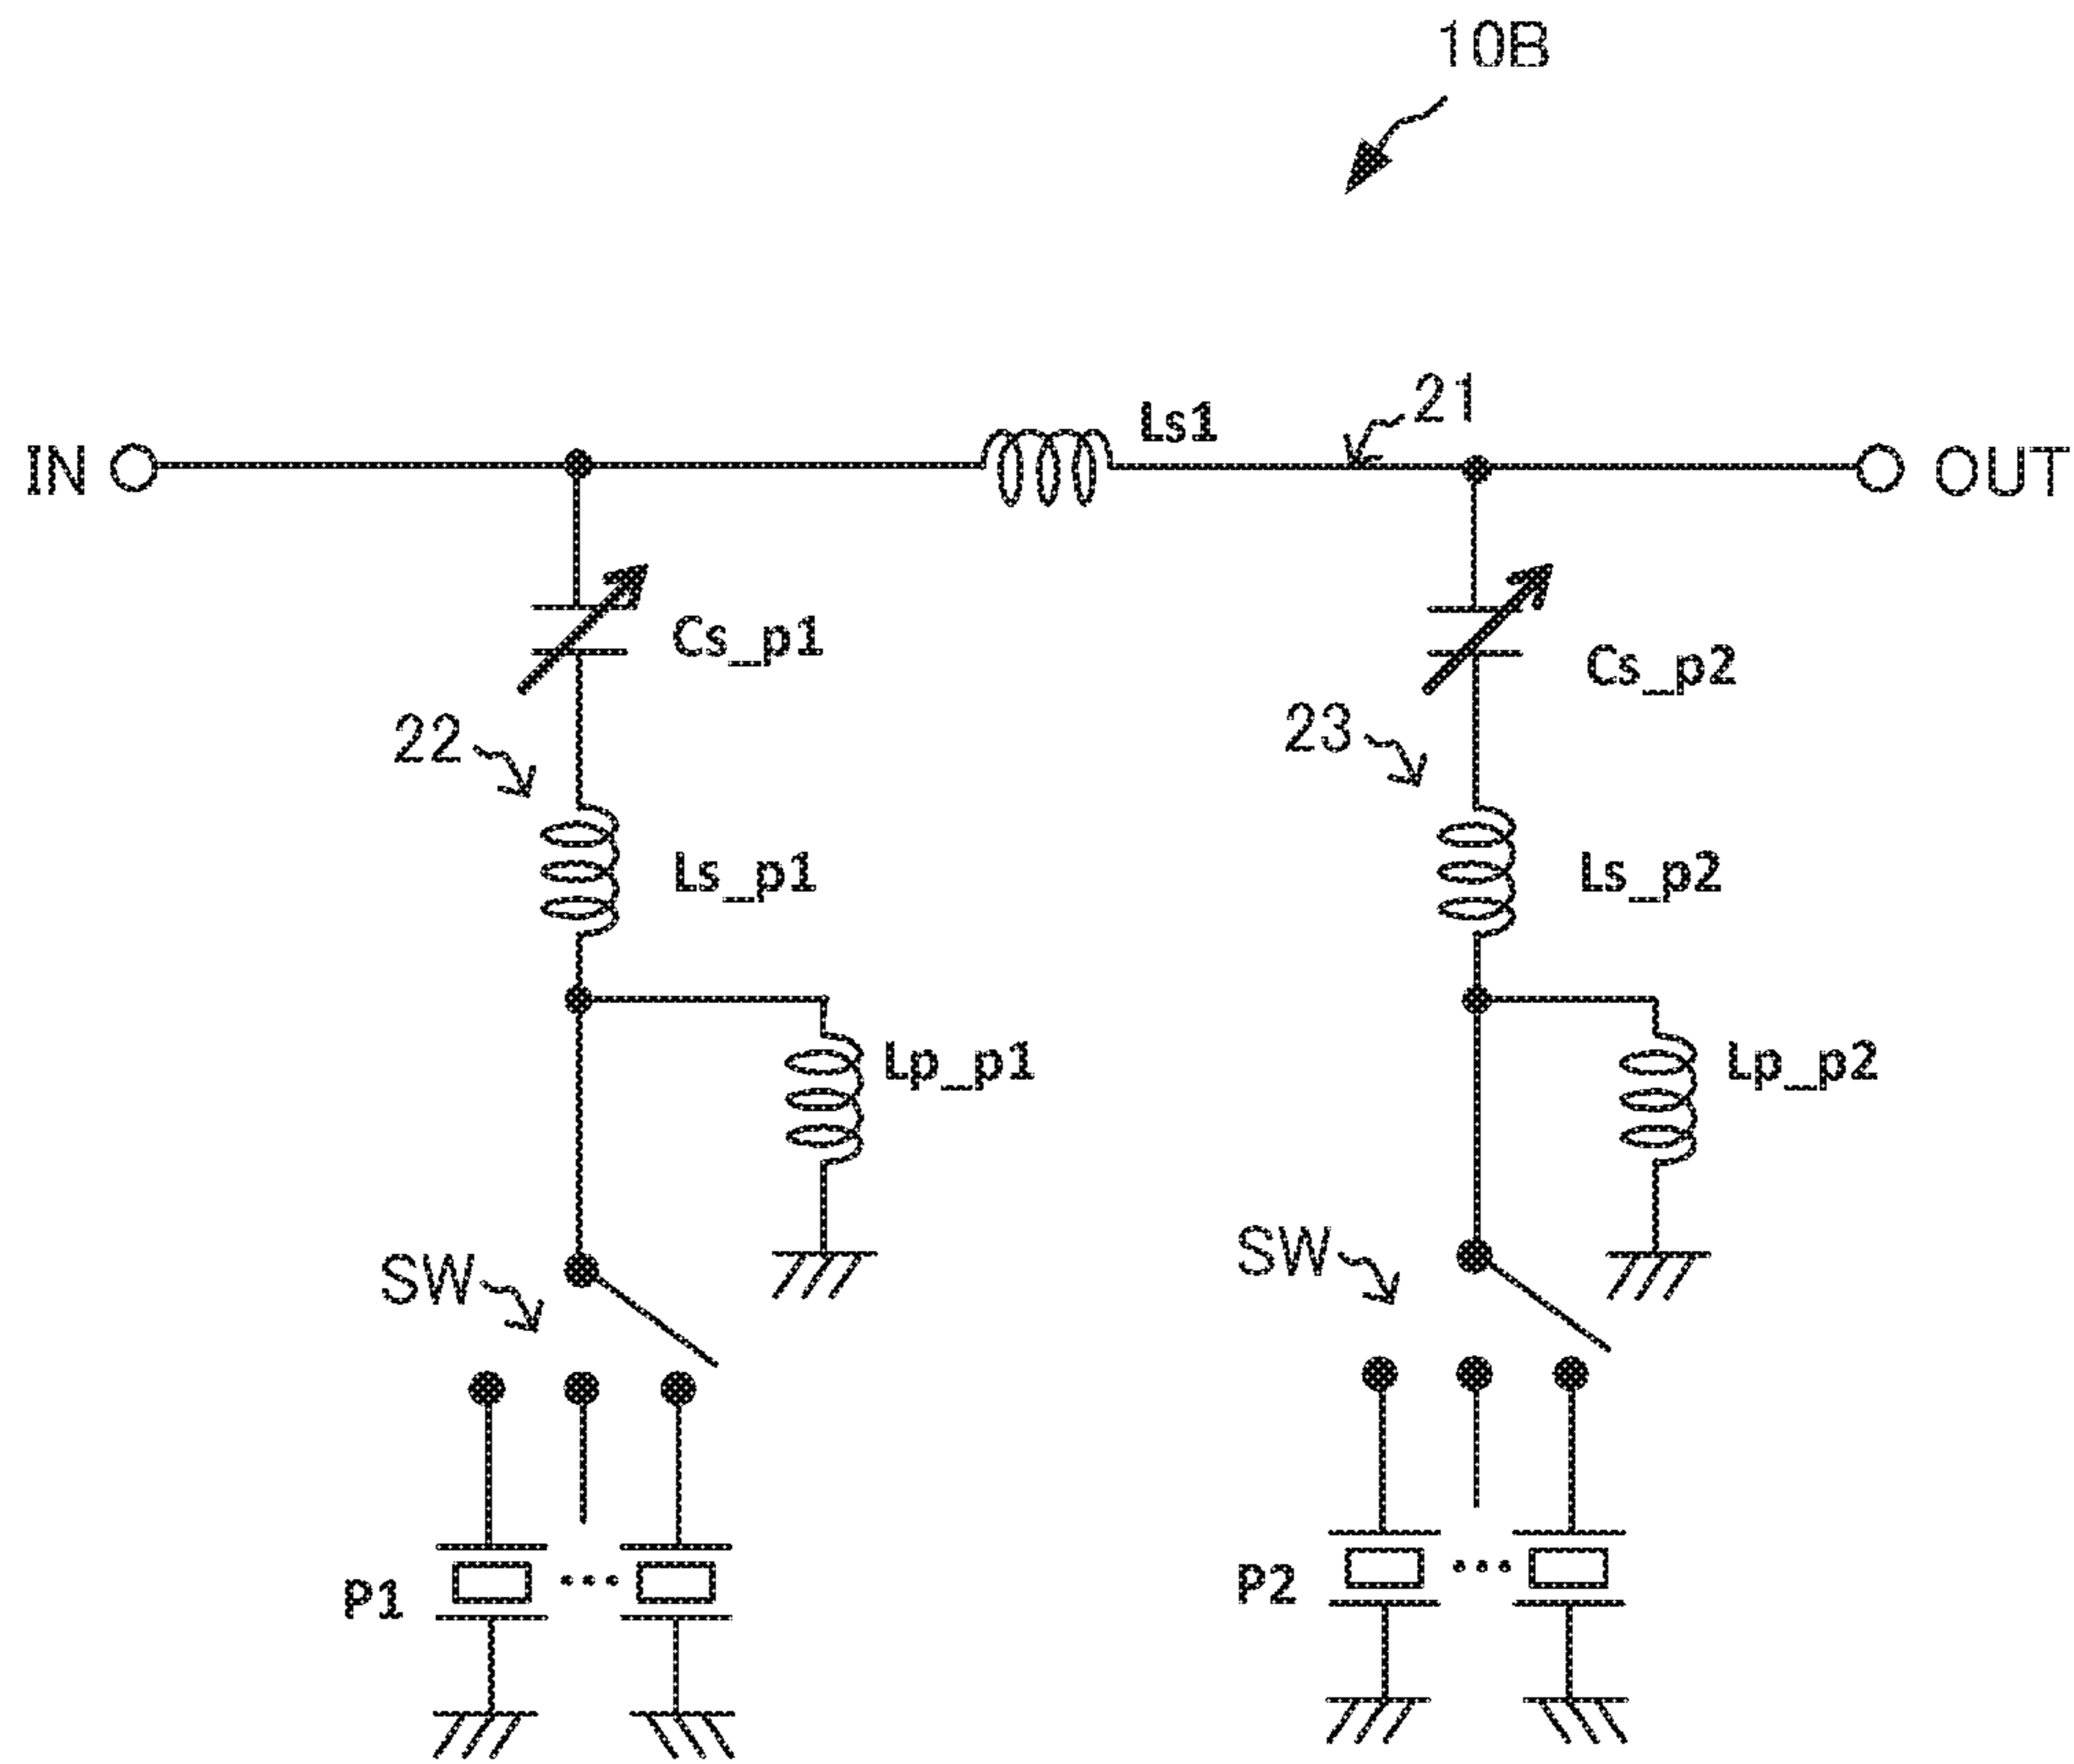 10B
IN
Ls1
21
OUT
Cs_p1
Cs_p2
22
23
Ls_p1
Ls_p2
Lp_p1
Lp_p2
SW
SW
P1
...
P2
...